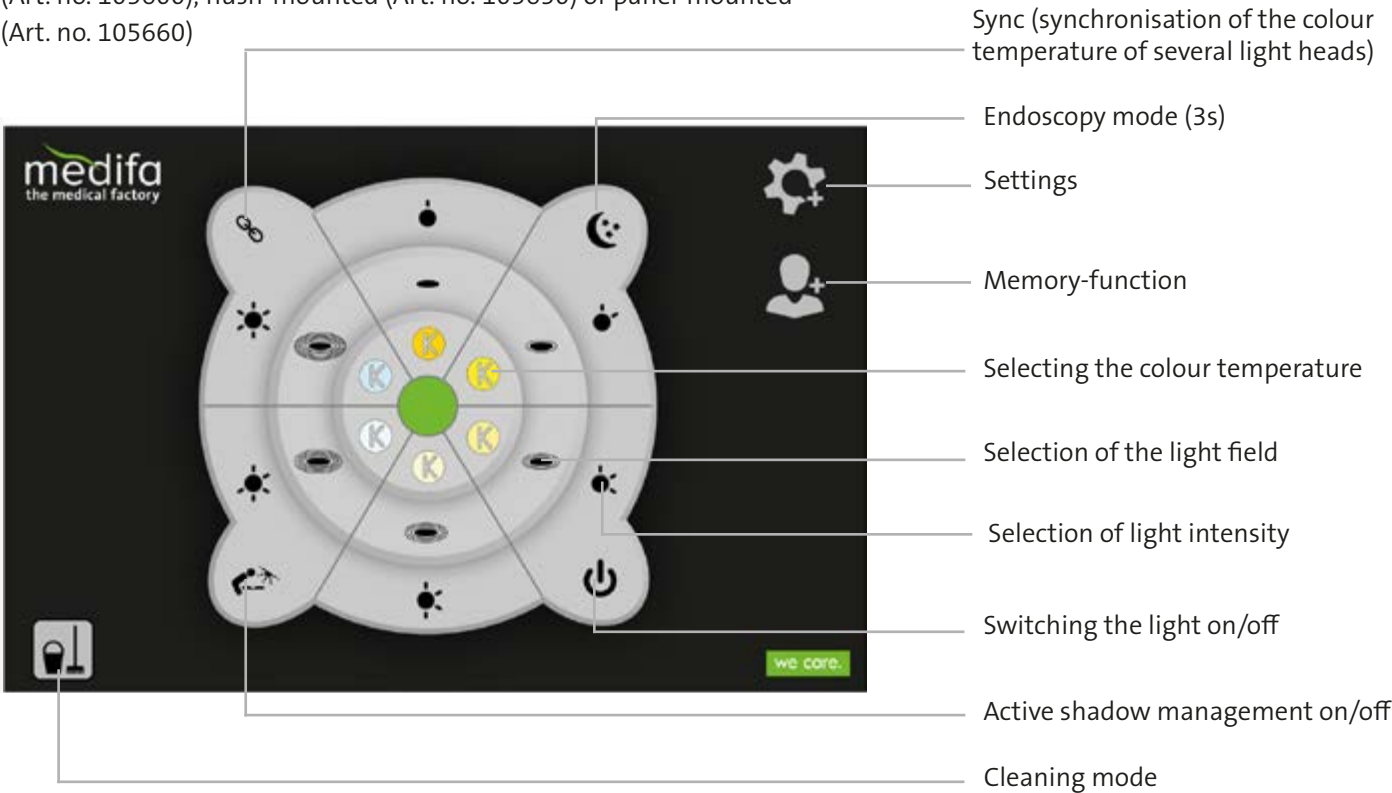 (Art. no. 105660)
Sync (synchronisation of the colour
temperature of several light heads)
Endoscopy mode (3s)
Settings
Memory-function
Selecting the colour temperature
Selection of the light field
Selection of light intensity
Switching the light on/off
Active shadow management on/off
Cleaning mode
medifa
the medical factory
K
K
K
K
K
K
we care.